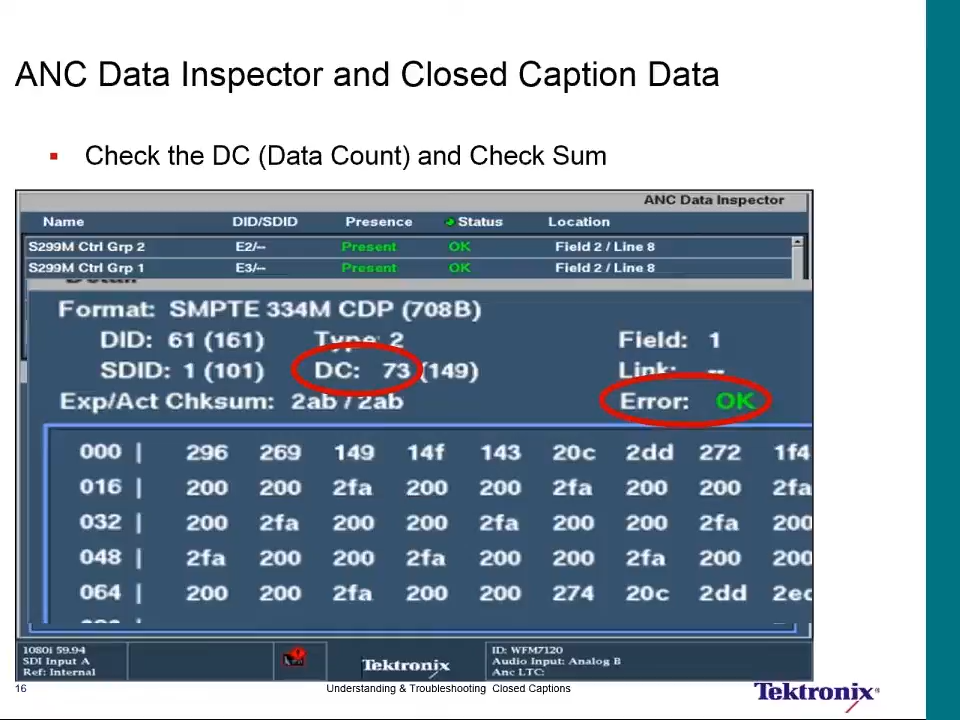 ANC Data Inspector and Closed Caption Data
▪ Check the DC (Data Count) and Check Sum
ANC Data Inspector
Name DID/SDID Presence Status Location
S299M Ctrl Grp 2 E2/-- Present OK Field 2 / Line 8
S299M Ctrl Grp 1 E3/-- Present OK Field 2 / Line 8
Detail
Format: SMPTE 334M CDP (708B)
DID: 61 (161) Type: 2 Field: 1
SDID: 1 (101) DC: 73 (149) Link: --
Exp/Act Chksum: 2ab / 2ab Error: OK
000 | 296 269 149 14f 143 20c 2dd 272 1f4
016 | 200 200 2fa 200 200 2fa 200 200 2fa
032 | 200 2fa 200 200 2fa 200 200 2fa 200
048 | 2fa 200 200 2fa 200 200 2fa 200 200
064 | 200 200 2fa 200 200 274 20c 2dd 2ec
1080i 59.94
SDI Input A
Ref: Internal
Tektronix
ID: WFM7120
Audio Input: Analog B
Anc LTC:
16 Understanding & Troubleshooting Closed Captions
Tektronix